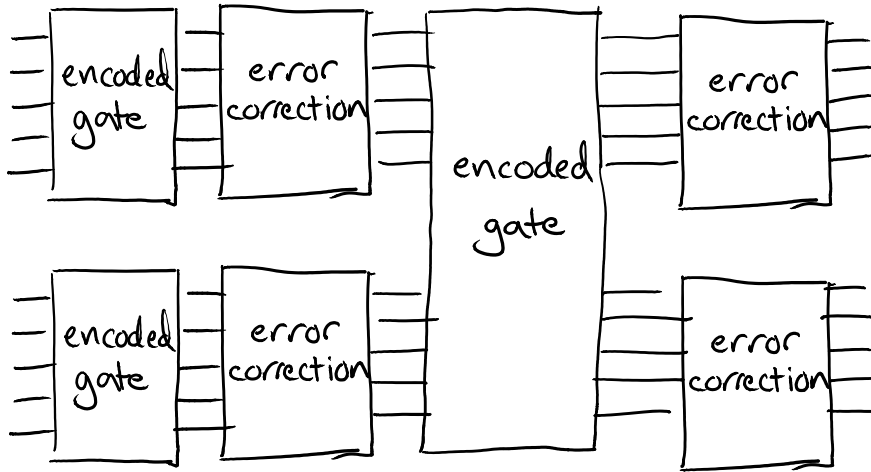 encoded
gate
error
correction
encoded
gate
error
correction
encoded
gate
error
correction
error
correction